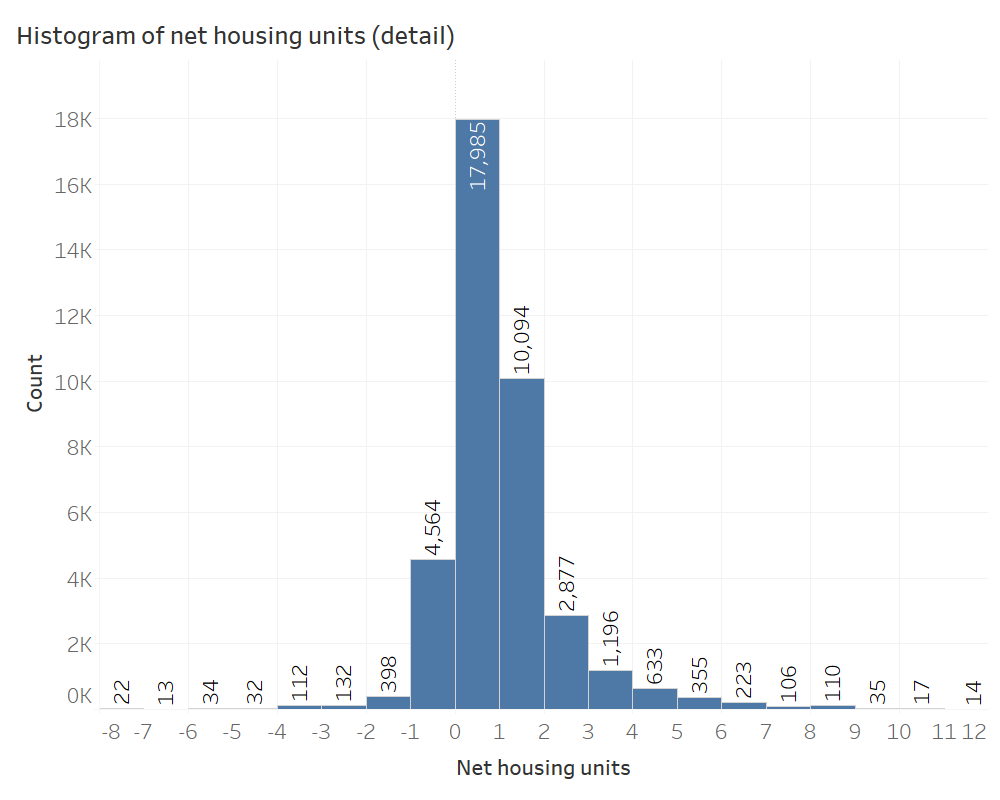 Histogram of net housing units (detail)
18K
16K
14K
12K
10K
8K
6K
4K
2K
0K
Count
22
13
34
32
112
132
398
4,564
17,985
10,094
2,877
1,196
633
355
223
106
110
35
17
14
-8 -7 -6 -5 -4 -3 -2 -1 0 1 2 3 4 5 6 7 8 9 10 11 12
Net housing units